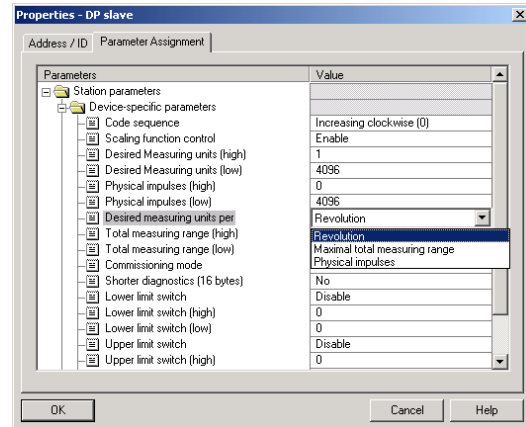 Properties - DP slave
Address / ID Parameter Assignment
Parameters Value
Station parameters
Device-specific parameters
Code sequence Increasing clockwise (0)
Scaling function control Enable
Desired Measuring units (high) 1
Desired Measuring units (low) 4096
Physical impulses (high) 0
Physical impulses (low) 4096
Desired measuring units per Revolution
Total measuring range (high) Revolution
Total measuring range (low) Maximal total measuring range
Commissioning mode Physical impulses
Shorter diagnostics (16 bytes) No
Lower limit switch Disable
Lower limit switch (high) 0
Lower limit switch (low) 0
Upper limit switch Disable
Upper limit switch (high) 0
OK Cancel Help